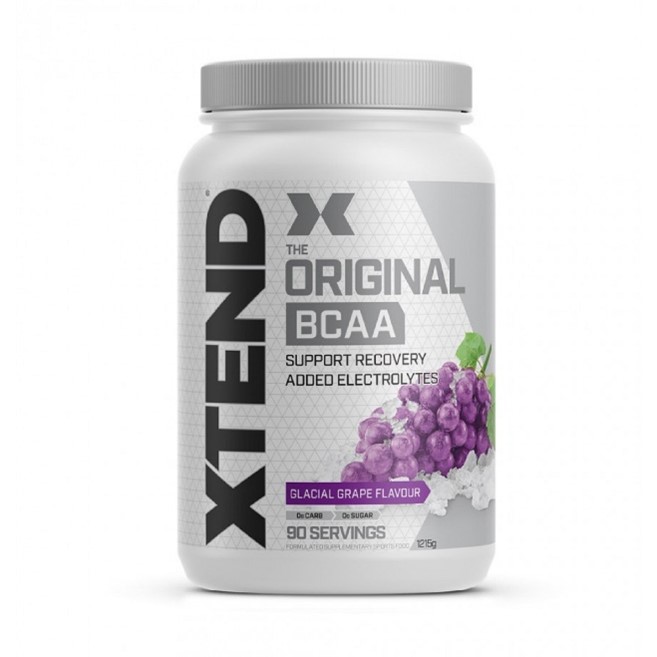 XTEND
THE
ORIGINAL
BCAA
SUPPORT RECOVERY
ADDED ELECTROLYTES
GLACIAL GRAPE FLAVOUR
0g CARB 0g SUGAR
90 SERVINGS
FORMULATED SUPPLEMENTARY SPORTS FOOD 1215g